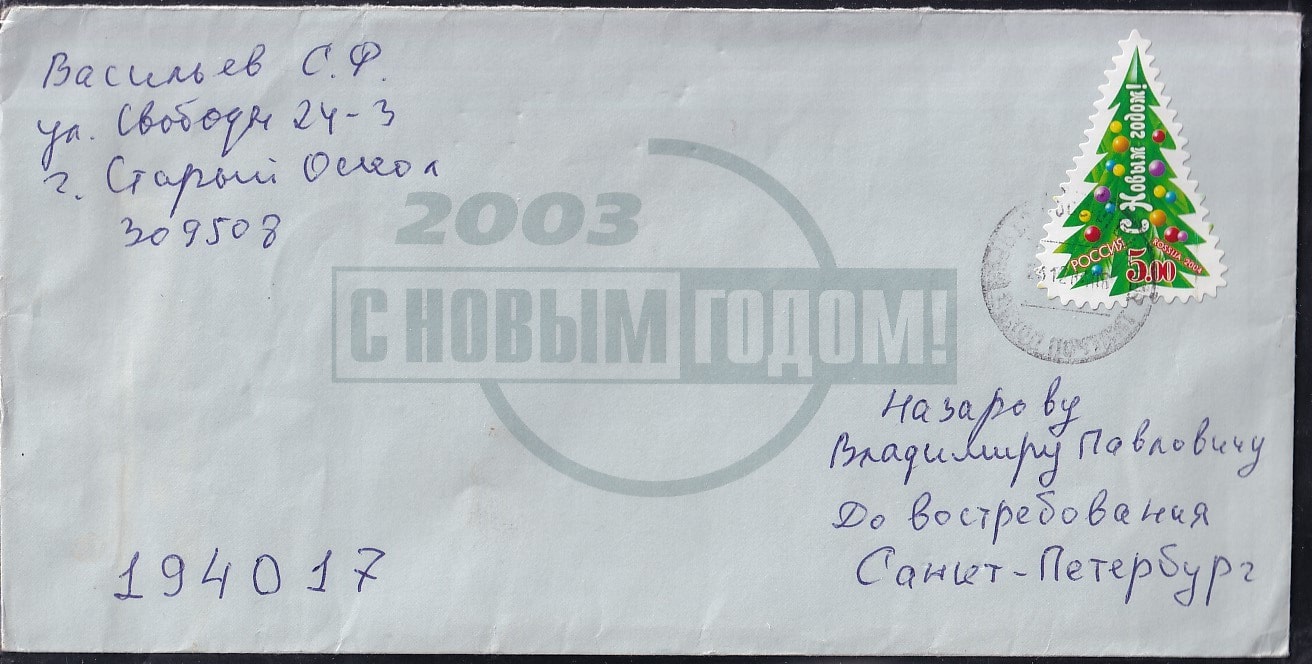 Васильев С.Ф.
ул. Свободы 24-3
г. Старый Оскол
309508
С Новым годом!
РОССИЯ
ROSSIIA 2004
5.00
2003
С НОВЫМ ГОДОМ!
Назарову
Владимиру Павловичу
До востребования
Санкт-Петербург
194017